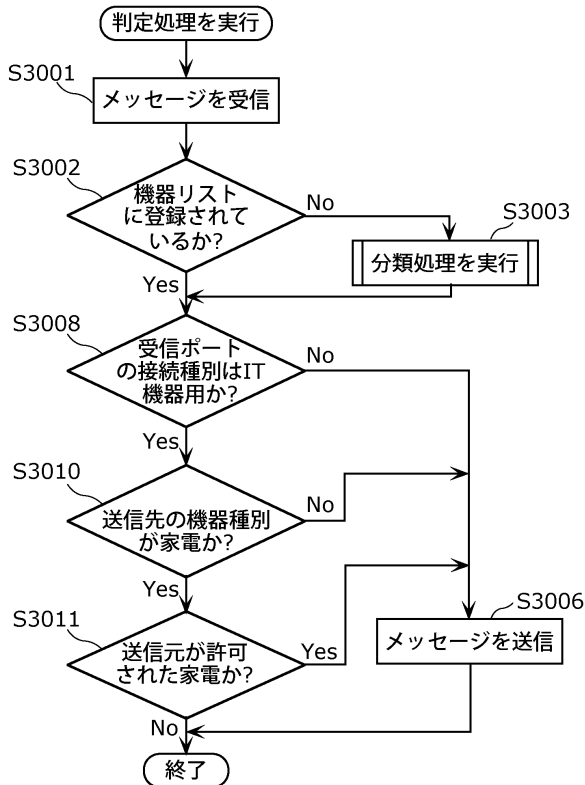 判定処理を実行
S3001
メッセージを受信
S3002
機器リスト
に登録されて
いるか?
No
S3003
分類処理を実行
Yes
S3008
受信ポート
の接続種別はIT
機器用か?
No
Yes
S3010
送信先の機器種別
が家電か?
No
Yes
S3011
送信元が許可
された家電か?
Yes
S3006
メッセージを送信
No
終了